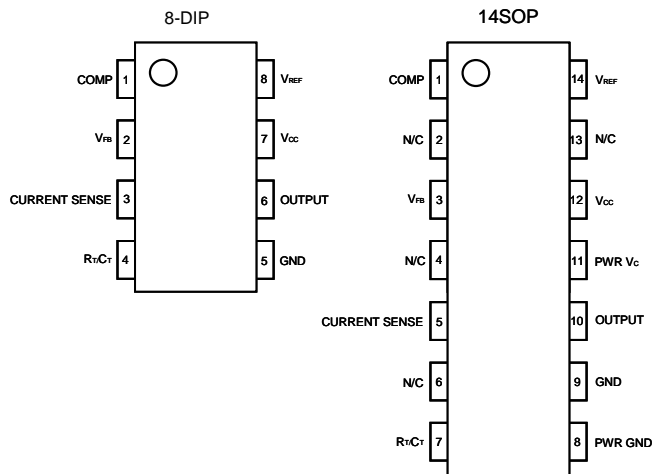 8-DIP
COMP 1
8 VREF
VFB 2
7 VCC
CURRENT SENSE 3
6 OUTPUT
RT/CT 4
5 GND
14SOP
COMP 1
14 VREF
N/C 2
13 N/C
VFB 3
12 VCC
N/C 4
11 PWR VC
CURRENT SENSE 5
10 OUTPUT
N/C 6
9 GND
RT/CT 7
8 PWR GND